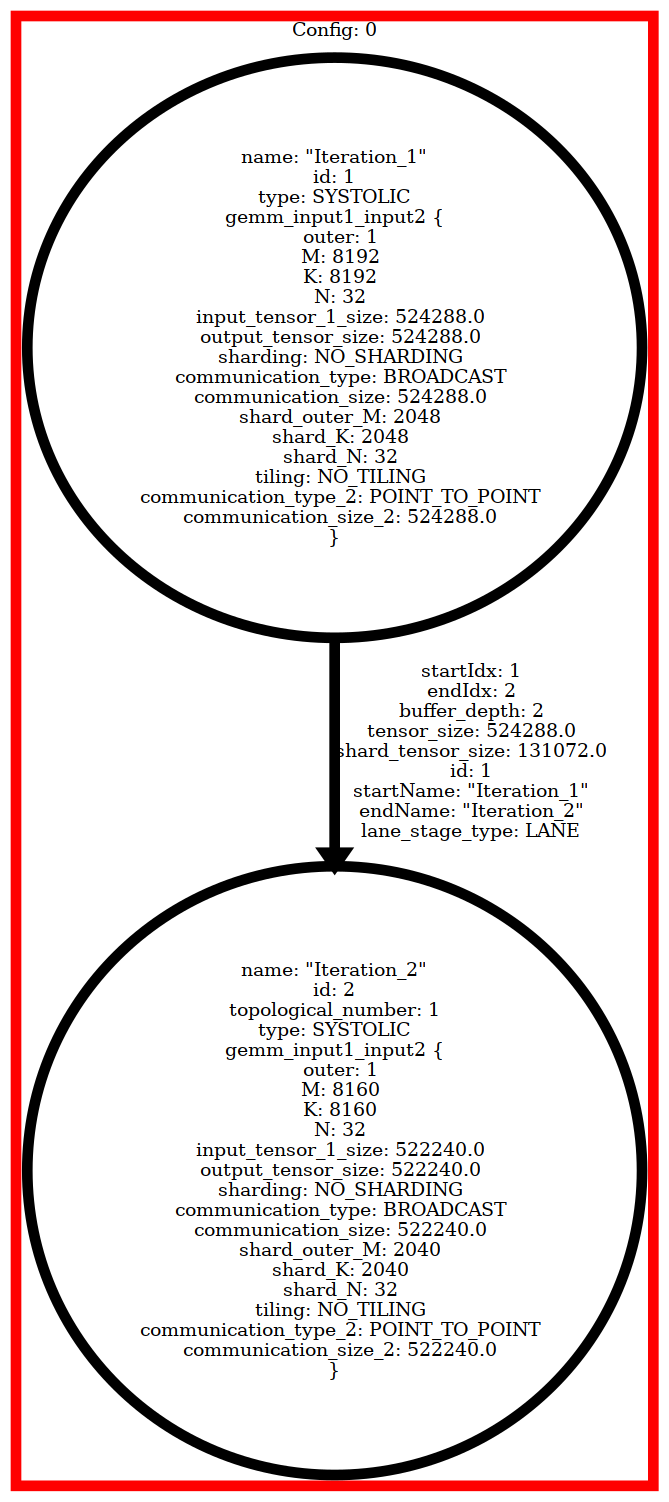 Config: 0
name: "Iteration_1"
id: 1
type: SYSTOLIC
gemm_input1_input2 {
outer: 1
M: 8192
K: 8192
N: 32
input_tensor_1_size: 524288.0
output_tensor_size: 524288.0
sharding: NO_SHARDING
communication_type: BROADCAST
communication_size: 524288.0
shard_outer_M: 2048
shard_K: 2048
shard_N: 32
tiling: NO_TILING
communication_type_2: POINT_TO_POINT
communication_size_2: 524288.0
}
startIdx: 1
endIdx: 2
buffer_depth: 2
tensor_size: 524288.0
shard_tensor_size: 131072.0
id: 1
startName: "Iteration_1"
endName: "Iteration_2"
lane_stage_type: LANE
name: "Iteration_2"
id: 2
topological_number: 1
type: SYSTOLIC
gemm_input1_input2 {
outer: 1
M: 8160
K: 8160
N: 32
input_tensor_1_size: 522240.0
output_tensor_size: 522240.0
sharding: NO_SHARDING
communication_type: BROADCAST
communication_size: 522240.0
shard_outer_M: 2040
shard_K: 2040
shard_N: 32
tiling: NO_TILING
communication_type_2: POINT_TO_POINT
communication_size_2: 522240.0
}